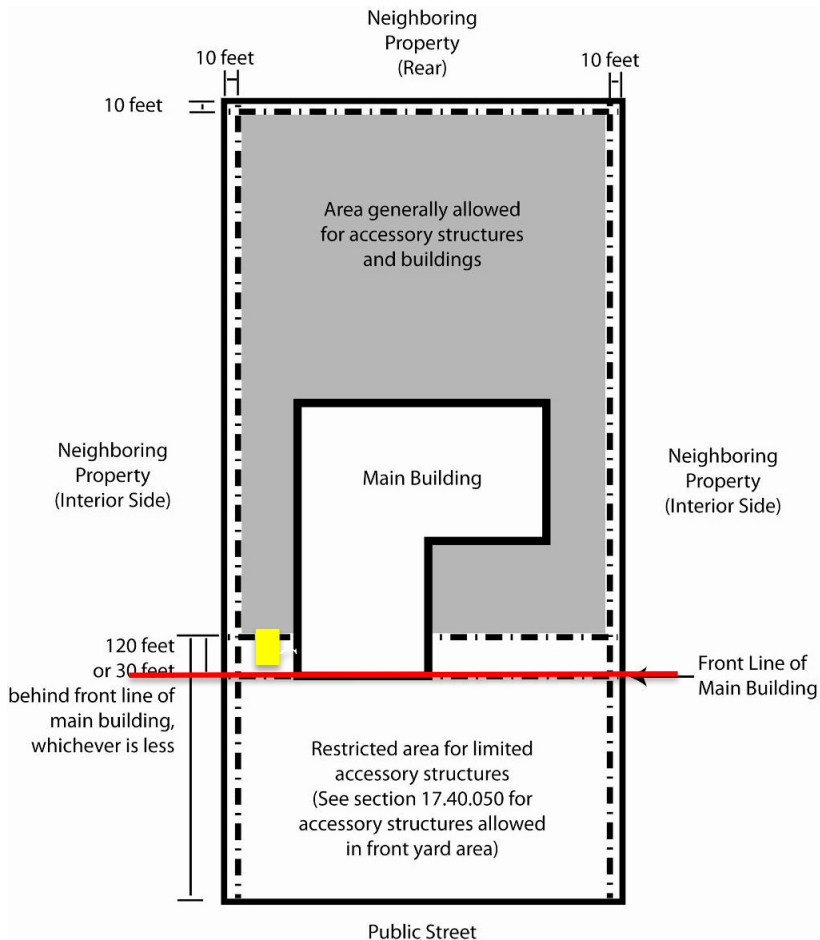 Neighboring
Property
(Rear)
10 feet
10 feet
10 feet
Area generally allowed
for accessory structures
and buildings
Neighboring
Property
(Interior Side)
Main Building
Neighboring
Property
(Interior Side)
120 feet
or 30 feet
behind front line of
main building,
whichever is less
Front Line of
Main Building
Restricted area for limited
accessory structures
(See section 17.40.050 for
accessory structures allowed
in front yard area)
Public Street